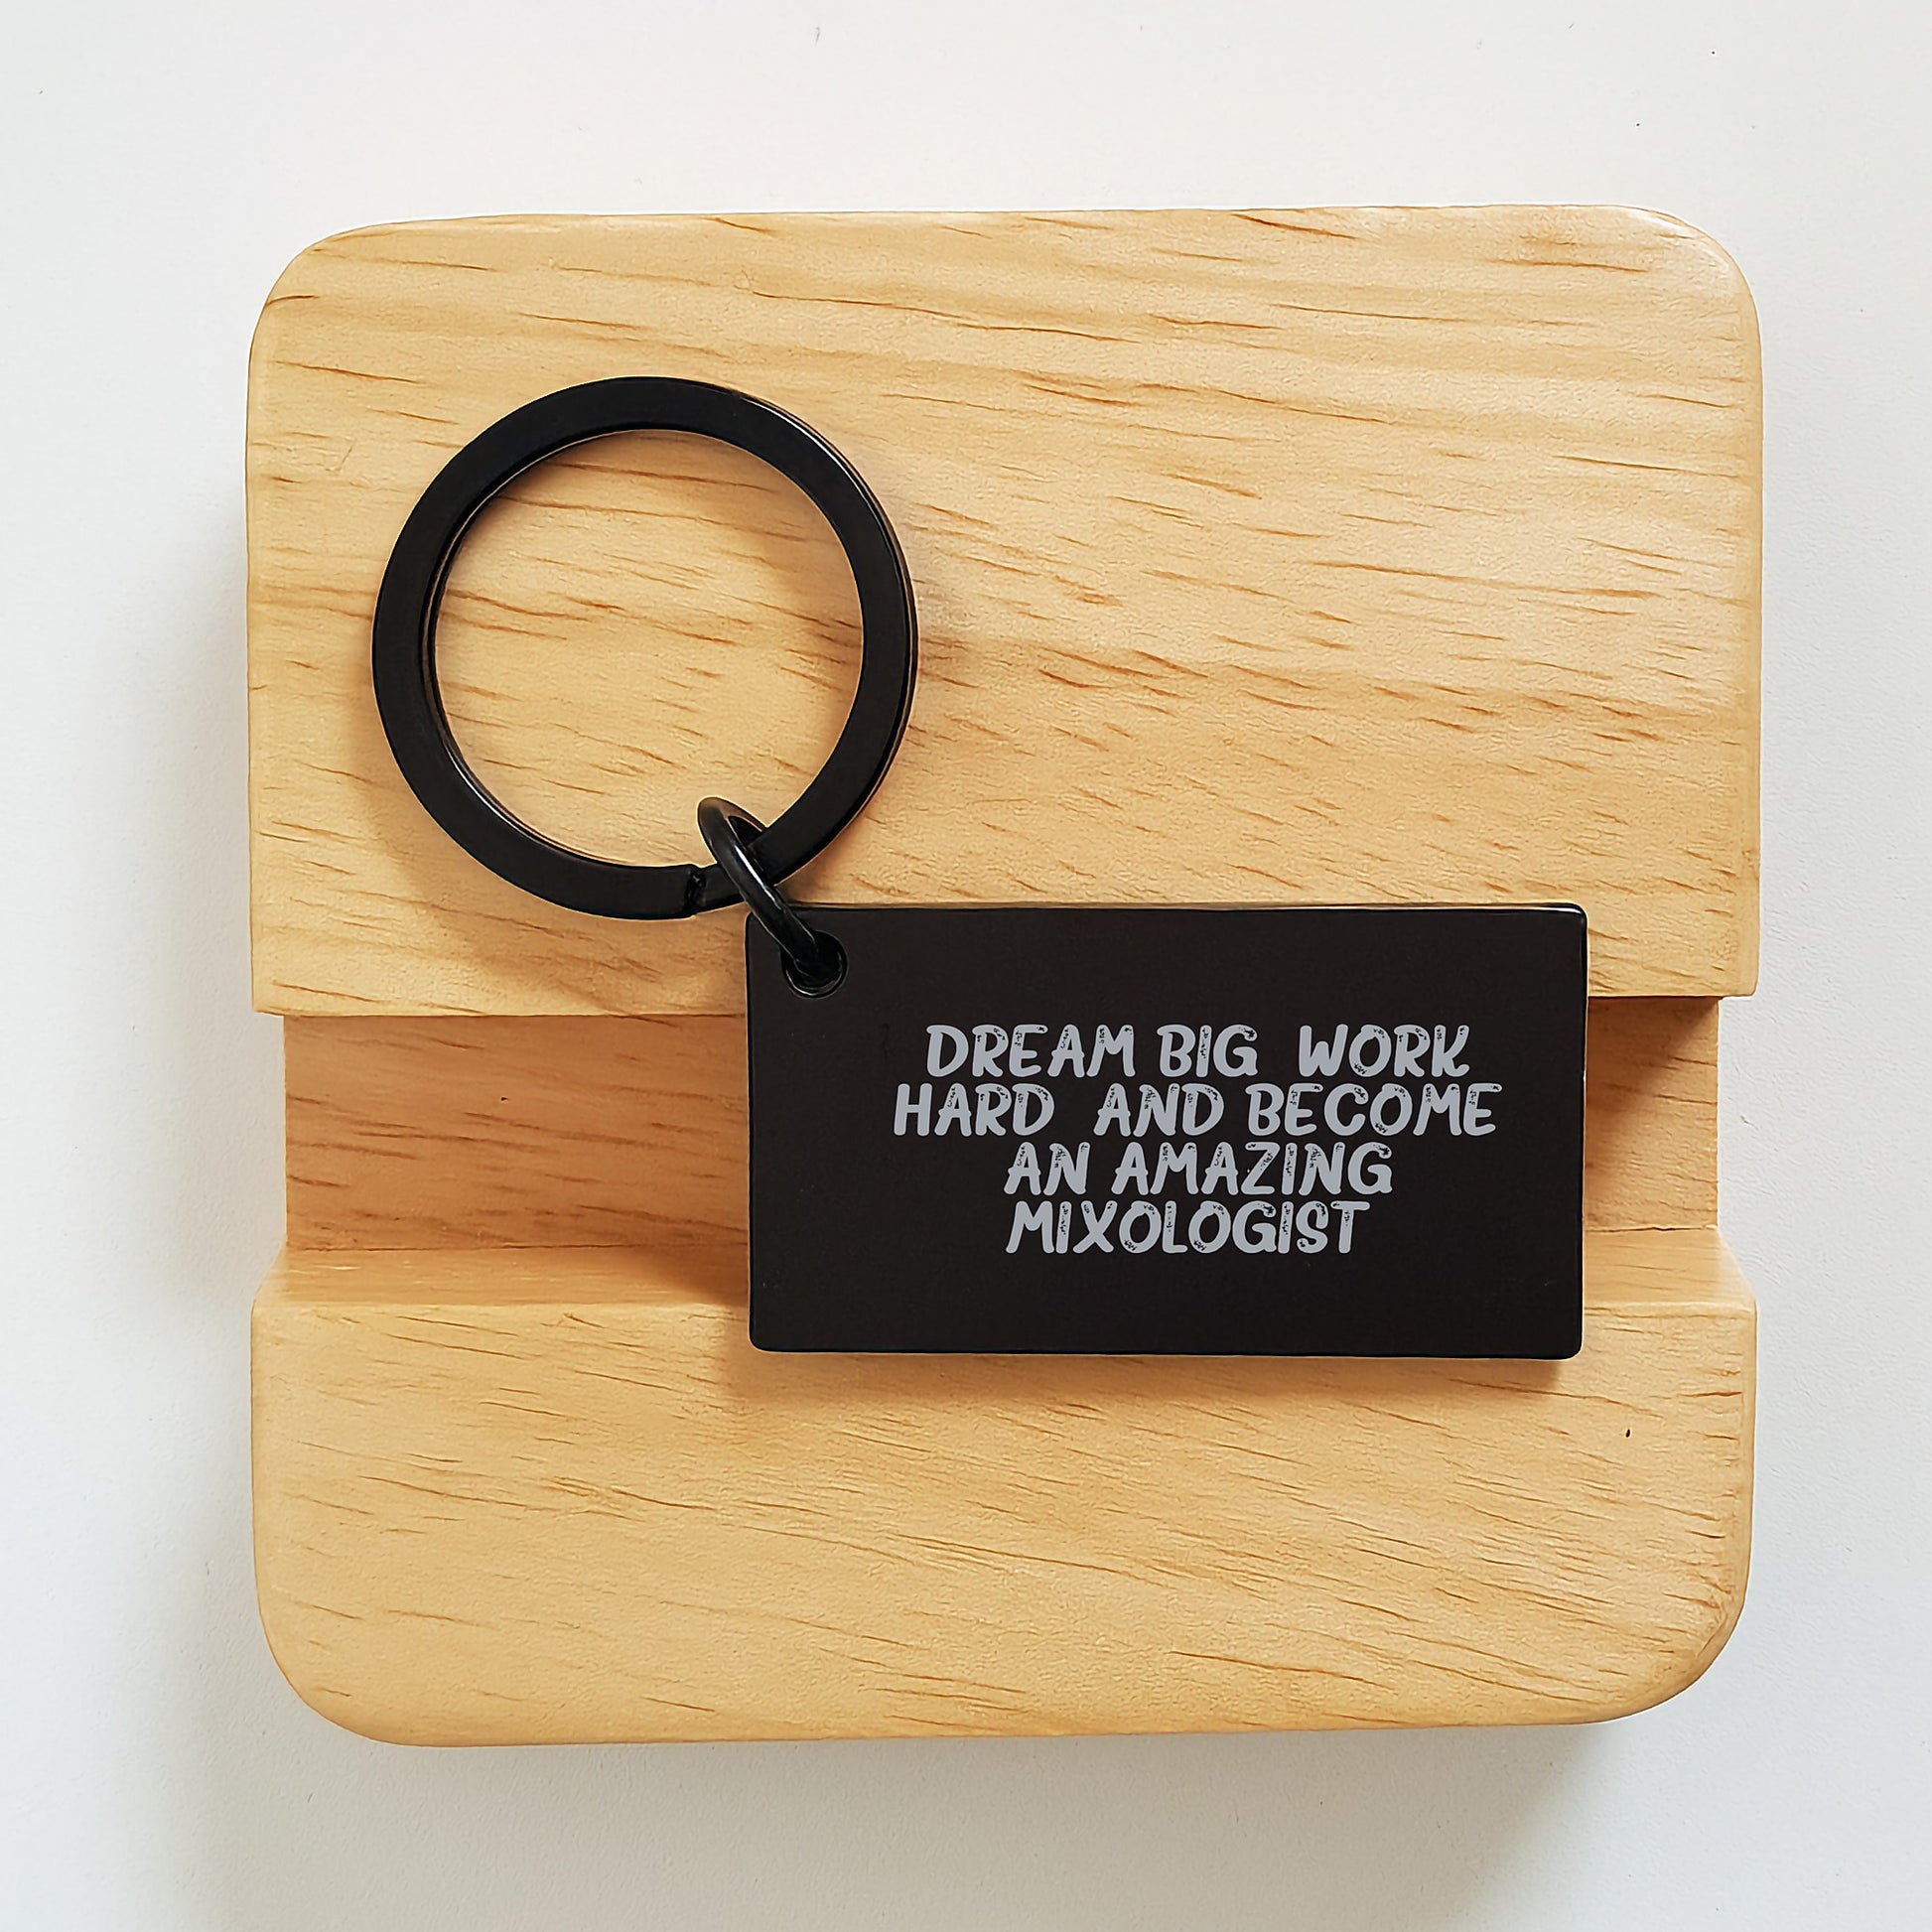 DREAM BIG  WORK
HARD  AND BECOME
AN AMAZING
MIXOLOGIST